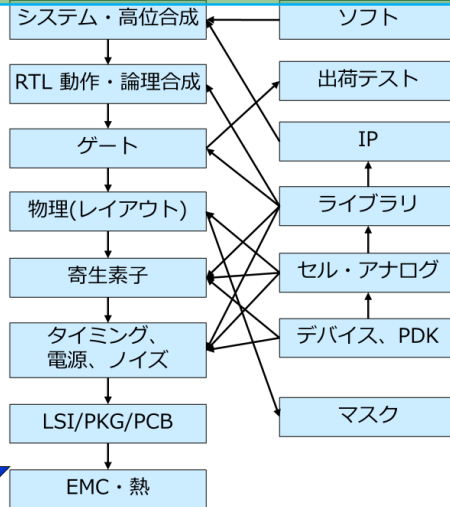 システム・高位合成
RTL 動作・論理合成
ゲート
物理(レイアウト)
寄生素子
タイミング、
電源、ノイズ
LSI/PKG/PCB
EMC・熱
ソフト
出荷テスト
IP
ライブラリ
セル・アナログ
デバイス、PDK
マスク